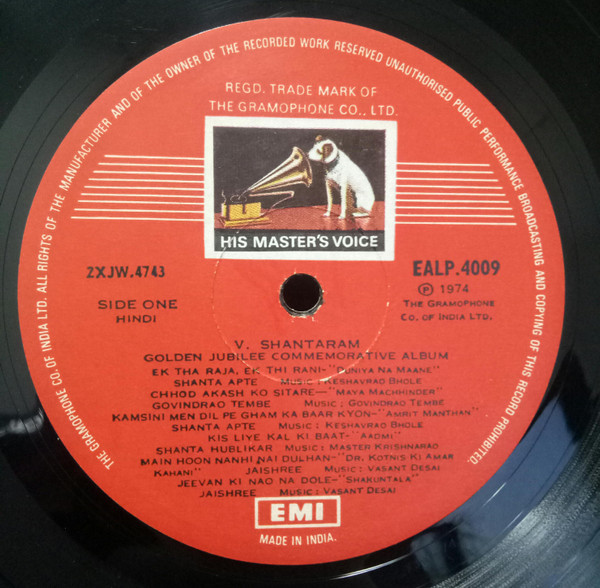 THE GRAMOPHONE CO. OF INDIA LTD. ALL RIGHTS OF THE MANUFACTURER AND OF THE OWNER OF THE RECORDED WORK RESERVED UNAUTHORISED PUBLIC PERFORMANCE BROADCASTING AND COPYING OF THIS RECORD PROHIBITED.
REGD. TRADE MARK OF
THE GRAMOPHONE CO., LTD.
HIS MASTER'S VOICE
2XJW.4743
EALP.4009
℗ 1974
SIDE ONE
HINDI
THE GRAMOPHONE
CO. OF INDIA LTD.
V. SHANTARAM
GOLDEN JUBILEE COMMEMORATIVE ALBUM
EK THA RAJA, EK THI RANI-"DUNIYA NA MAANE"
SHANTA APTE MUSIC: KESHAVRAO BHOLE
CHHOD AKASH KO SITARE-"MAYA MACHHINDER"
GOVINDRAO TEMBE MUSIC: GOVINDRAO TEMBE
KAMSINI MEN DIL PE GHAM KA BAAR KYON-"AMRIT MANTHAN"
SHANTA APTE MUSIC: KESHAVRAO BHOLE
KIS LIYE KAL KI BAAT-"AADMI"
SHANTA HUBLIKAR MUSIC: MASTER KRISHNARAO
MAIN HOON NANHI NAI DULHAN-"DR. KOTNIS KI AMAR
KAHANI" JAISHREE MUSIC: VASANT DESAI
JEEVAN KI NAO NA DOLE-"SHAKUNTALA"
JAISHREE MUSIC: VASANT DESAI
EMI
MADE IN INDIA.